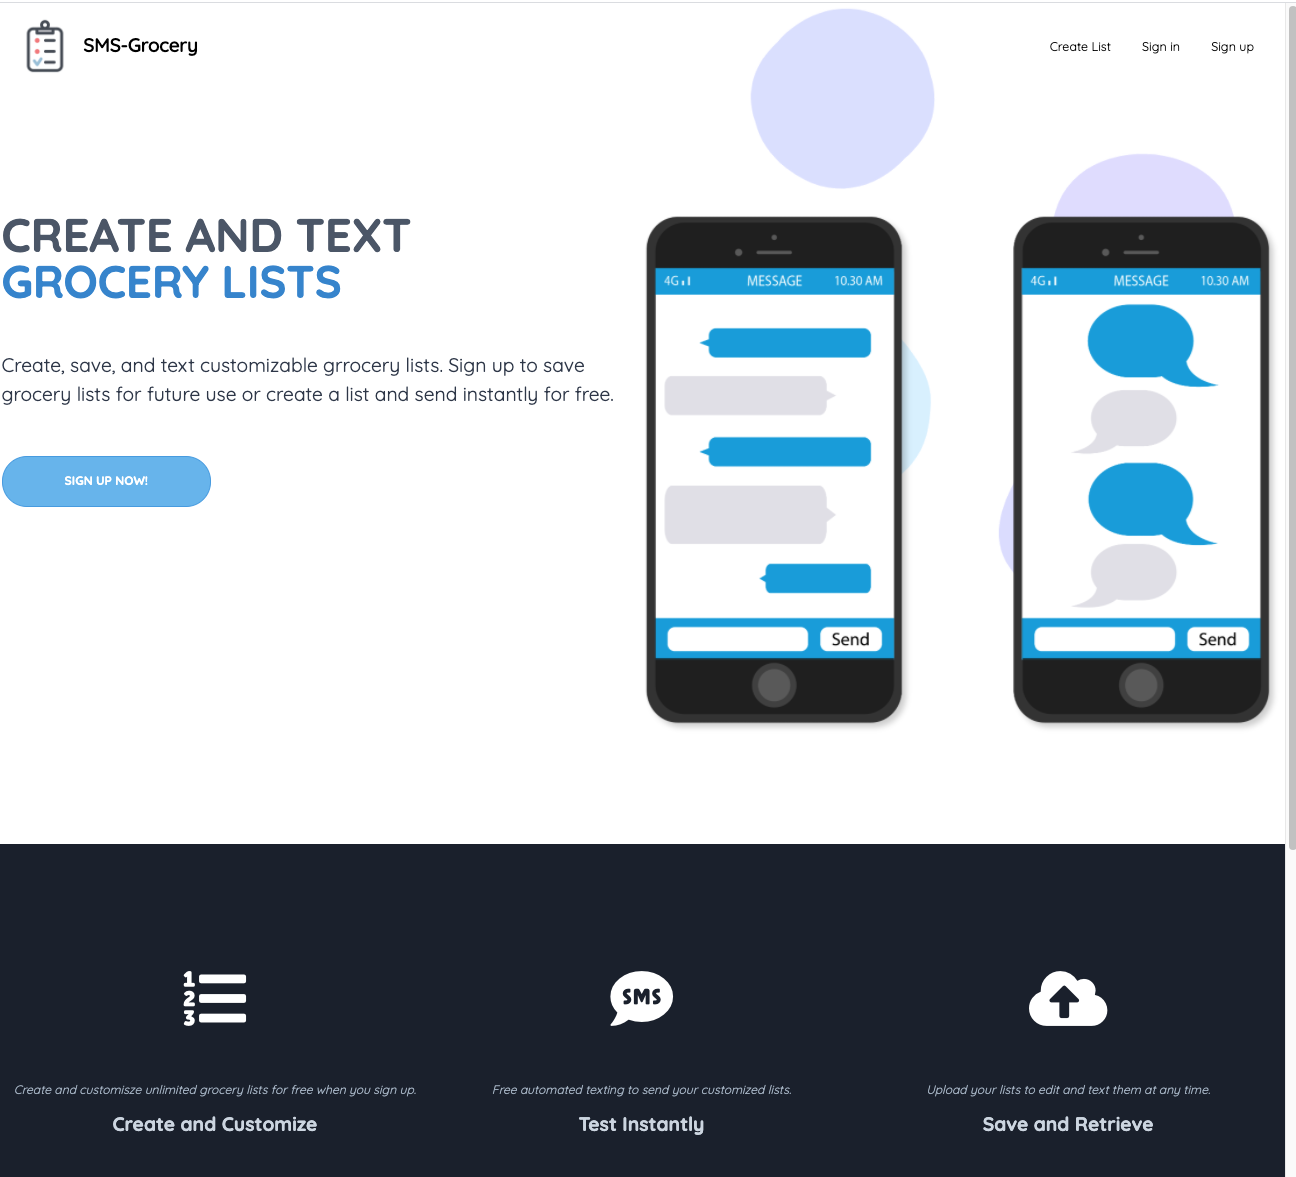 SMS-Grocery
Create List
Sign in
Sign up
CREATE AND TEXT
GROCERY LISTS
Create, save, and text customizable grrocery lists. Sign up to save
grocery lists for future use or create a list and send instantly for free.
SIGN UP NOW!
4G MESSAGE 10.30 AM
Send
4G MESSAGE 10.30 AM
Send
1
2
3
SMS
Create and customisze unlimited grocery lists for free when you sign up.
Create and Customize
Free automated texting to send your customized lists.
Test Instantly
Upload your lists to edit and text them at any time.
Save and Retrieve